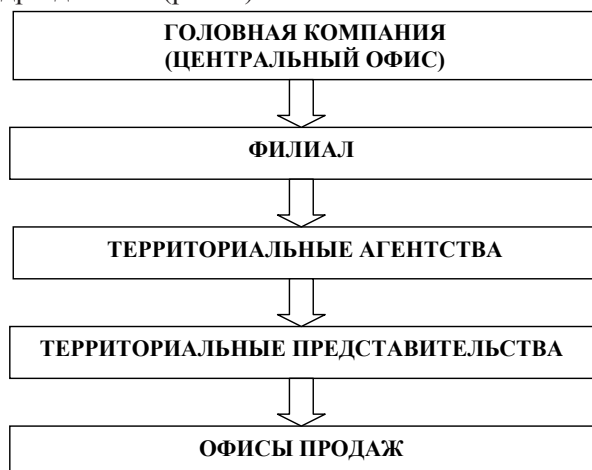 ГОЛОВНАЯ КОМПАНИЯ
(ЦЕНТРАЛЬНЫЙ ОФИС)
ФИЛИАЛ
ТЕРРИТОРИАЛЬНЫЕ АГЕНТСТВА
ТЕРРИТОРИАЛЬНЫЕ ПРЕДСТАВИТЕЛЬСТВА
ОФИСЫ ПРОДАЖ